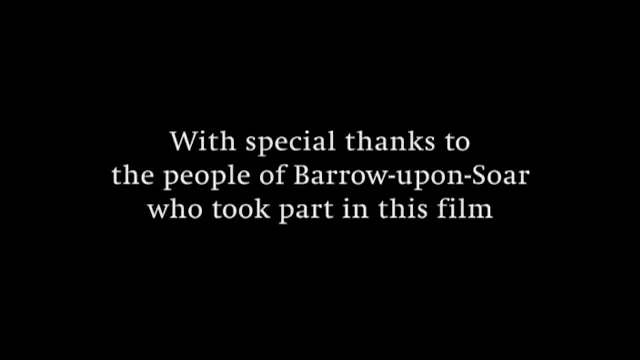 With special thanks to
the people of Barrow-upon-Soar
who took part in this film